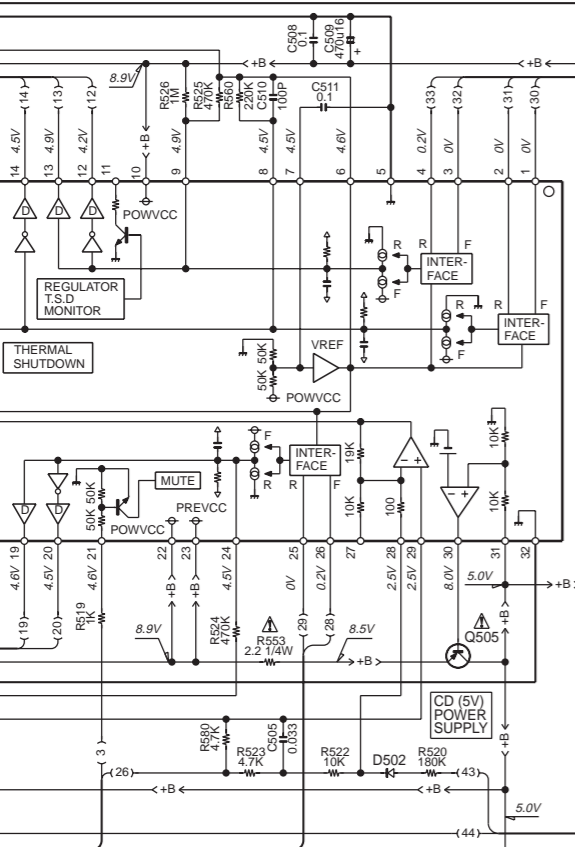 C508
0.1
C509
470u16
+
+B
+B
8.9V
R526
1M
R525
470K
R560
220K
C510
100P
C511
0.1
(14)
(13)
(12)
(33)
(32)
(31)
(30)
4.5V
4.9V
4.2V
+B
4.9V
4.5V
4.5V
4.6V
0.2V
0V
0V
0V
14
13
12
11
10
9
8
7
6
5
4
3
2
1
D
D
D
POWVCC
REGULATOR
T.S.D
MONITOR
THERMAL
SHUTDOWN
R
F
R
F
INTER-
FACE
R
F
R
F
INTER-
FACE
50K
50K
VREF
POWVCC
D
D
50K
50K
MUTE
POWVCC
PREVCC
F
R
INTER-
FACE
R
F
19K
10K
100
10K
10K
19
20
21
22
23
24
25
26
27
28
29
30
31
32
4.6V
4.5V
4.6V
4.5V
0V
0.2V
2.5V
2.5V
8.0V
5.0V
+B
(19)
(20)
R519
1K
+B
+B
8.9V
R524
470K
R553
2.2 1/4W
(29)
(28)
8.5V
+B
Q505
+B
CD (5V)
POWER
SUPPLY
3
(26)
R580
4.7K
R523
4.7K
C505
0.033
R522
10K
D502
R520
180K
(43)
+B
+B
+B
5.0V
(44)